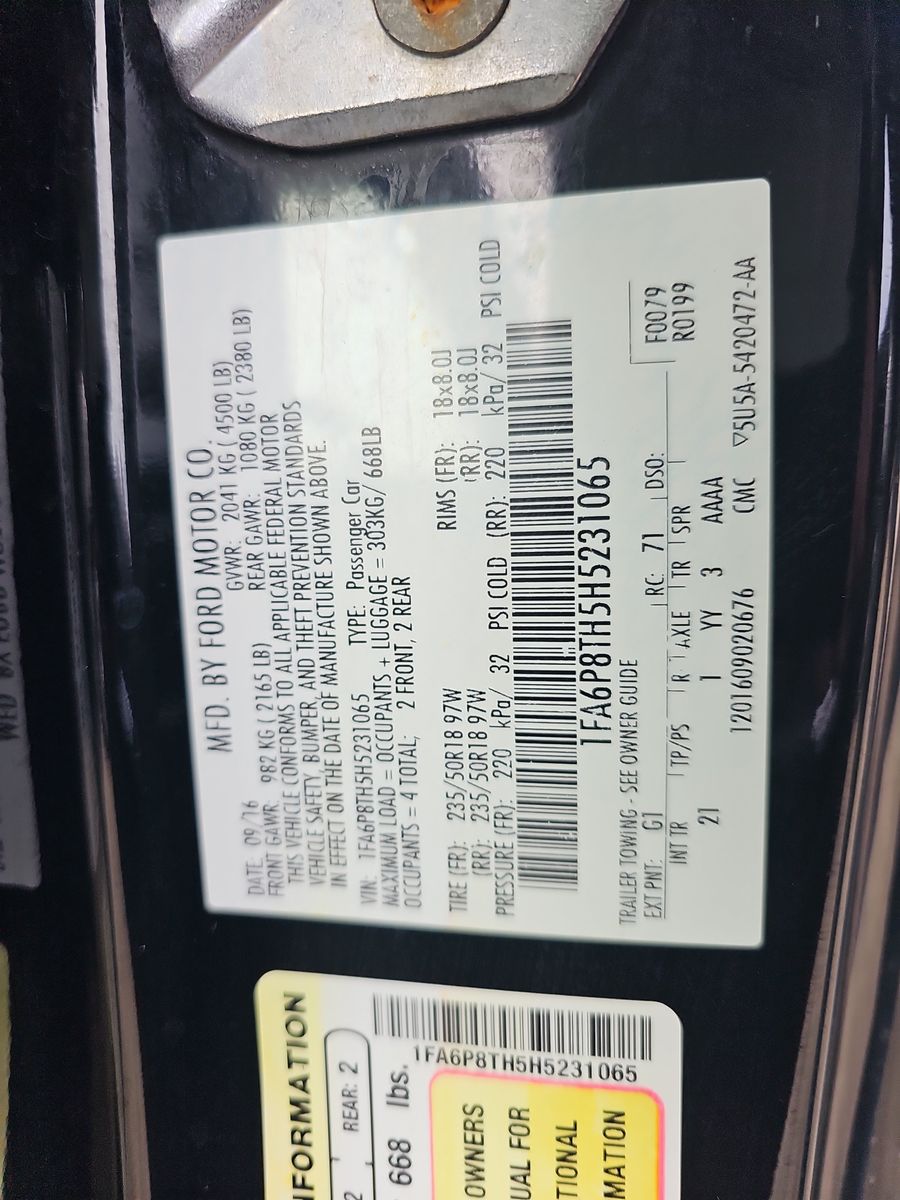 MFD. BY FORD MOTOR CO.
DATE: 09/16 GVWR: 2041 KG ( 4500 LB)
FRONT GAWR: 982 KG ( 2165 LB) REAR GAWR: 1080 KG ( 2380 LB)
THIS VEHICLE CONFORMS TO ALL APPLICABLE FEDERAL MOTOR
VEHICLE SAFETY, BUMPER, AND THEFT PREVENTION STANDARDS
IN EFFECT ON THE DATE OF MANUFACTURE SHOWN ABOVE.
VIN: 1FA6P8TH5H5231065 TYPE: Passenger Car
MAXIMUM LOAD = OCCUPANTS + LUGGAGE = 303KG/ 668LB
OCCUPANTS = 4 TOTAL; 2 FRONT, 2 REAR
TIRE (FR): 235/50R18 97W RIMS (FR): 18x8.0J
(RR): 235/50R18 97W (RR): 18x8.0J
PRESSURE (FR): 220 kPa/ 32 PSI COLD (RR): 220 kPa/ 32 PSI COLD
1FA6P8TH5H5231065
TRAILER TOWING - SEE OWNER GUIDE
EXT PNT: G1 RC: 71 DSO: F0079
INT TR TP/PS R AXLE TR SPR R0199
21 1 YY 3 AAAA
1201609020676 CMC ▽5U5A-5420472-AA
NFORMATION
2 REAR: 2
668 lbs.
1FA6P8TH5H5231065
OWNERS
UAL FOR
TIONAL
MATION